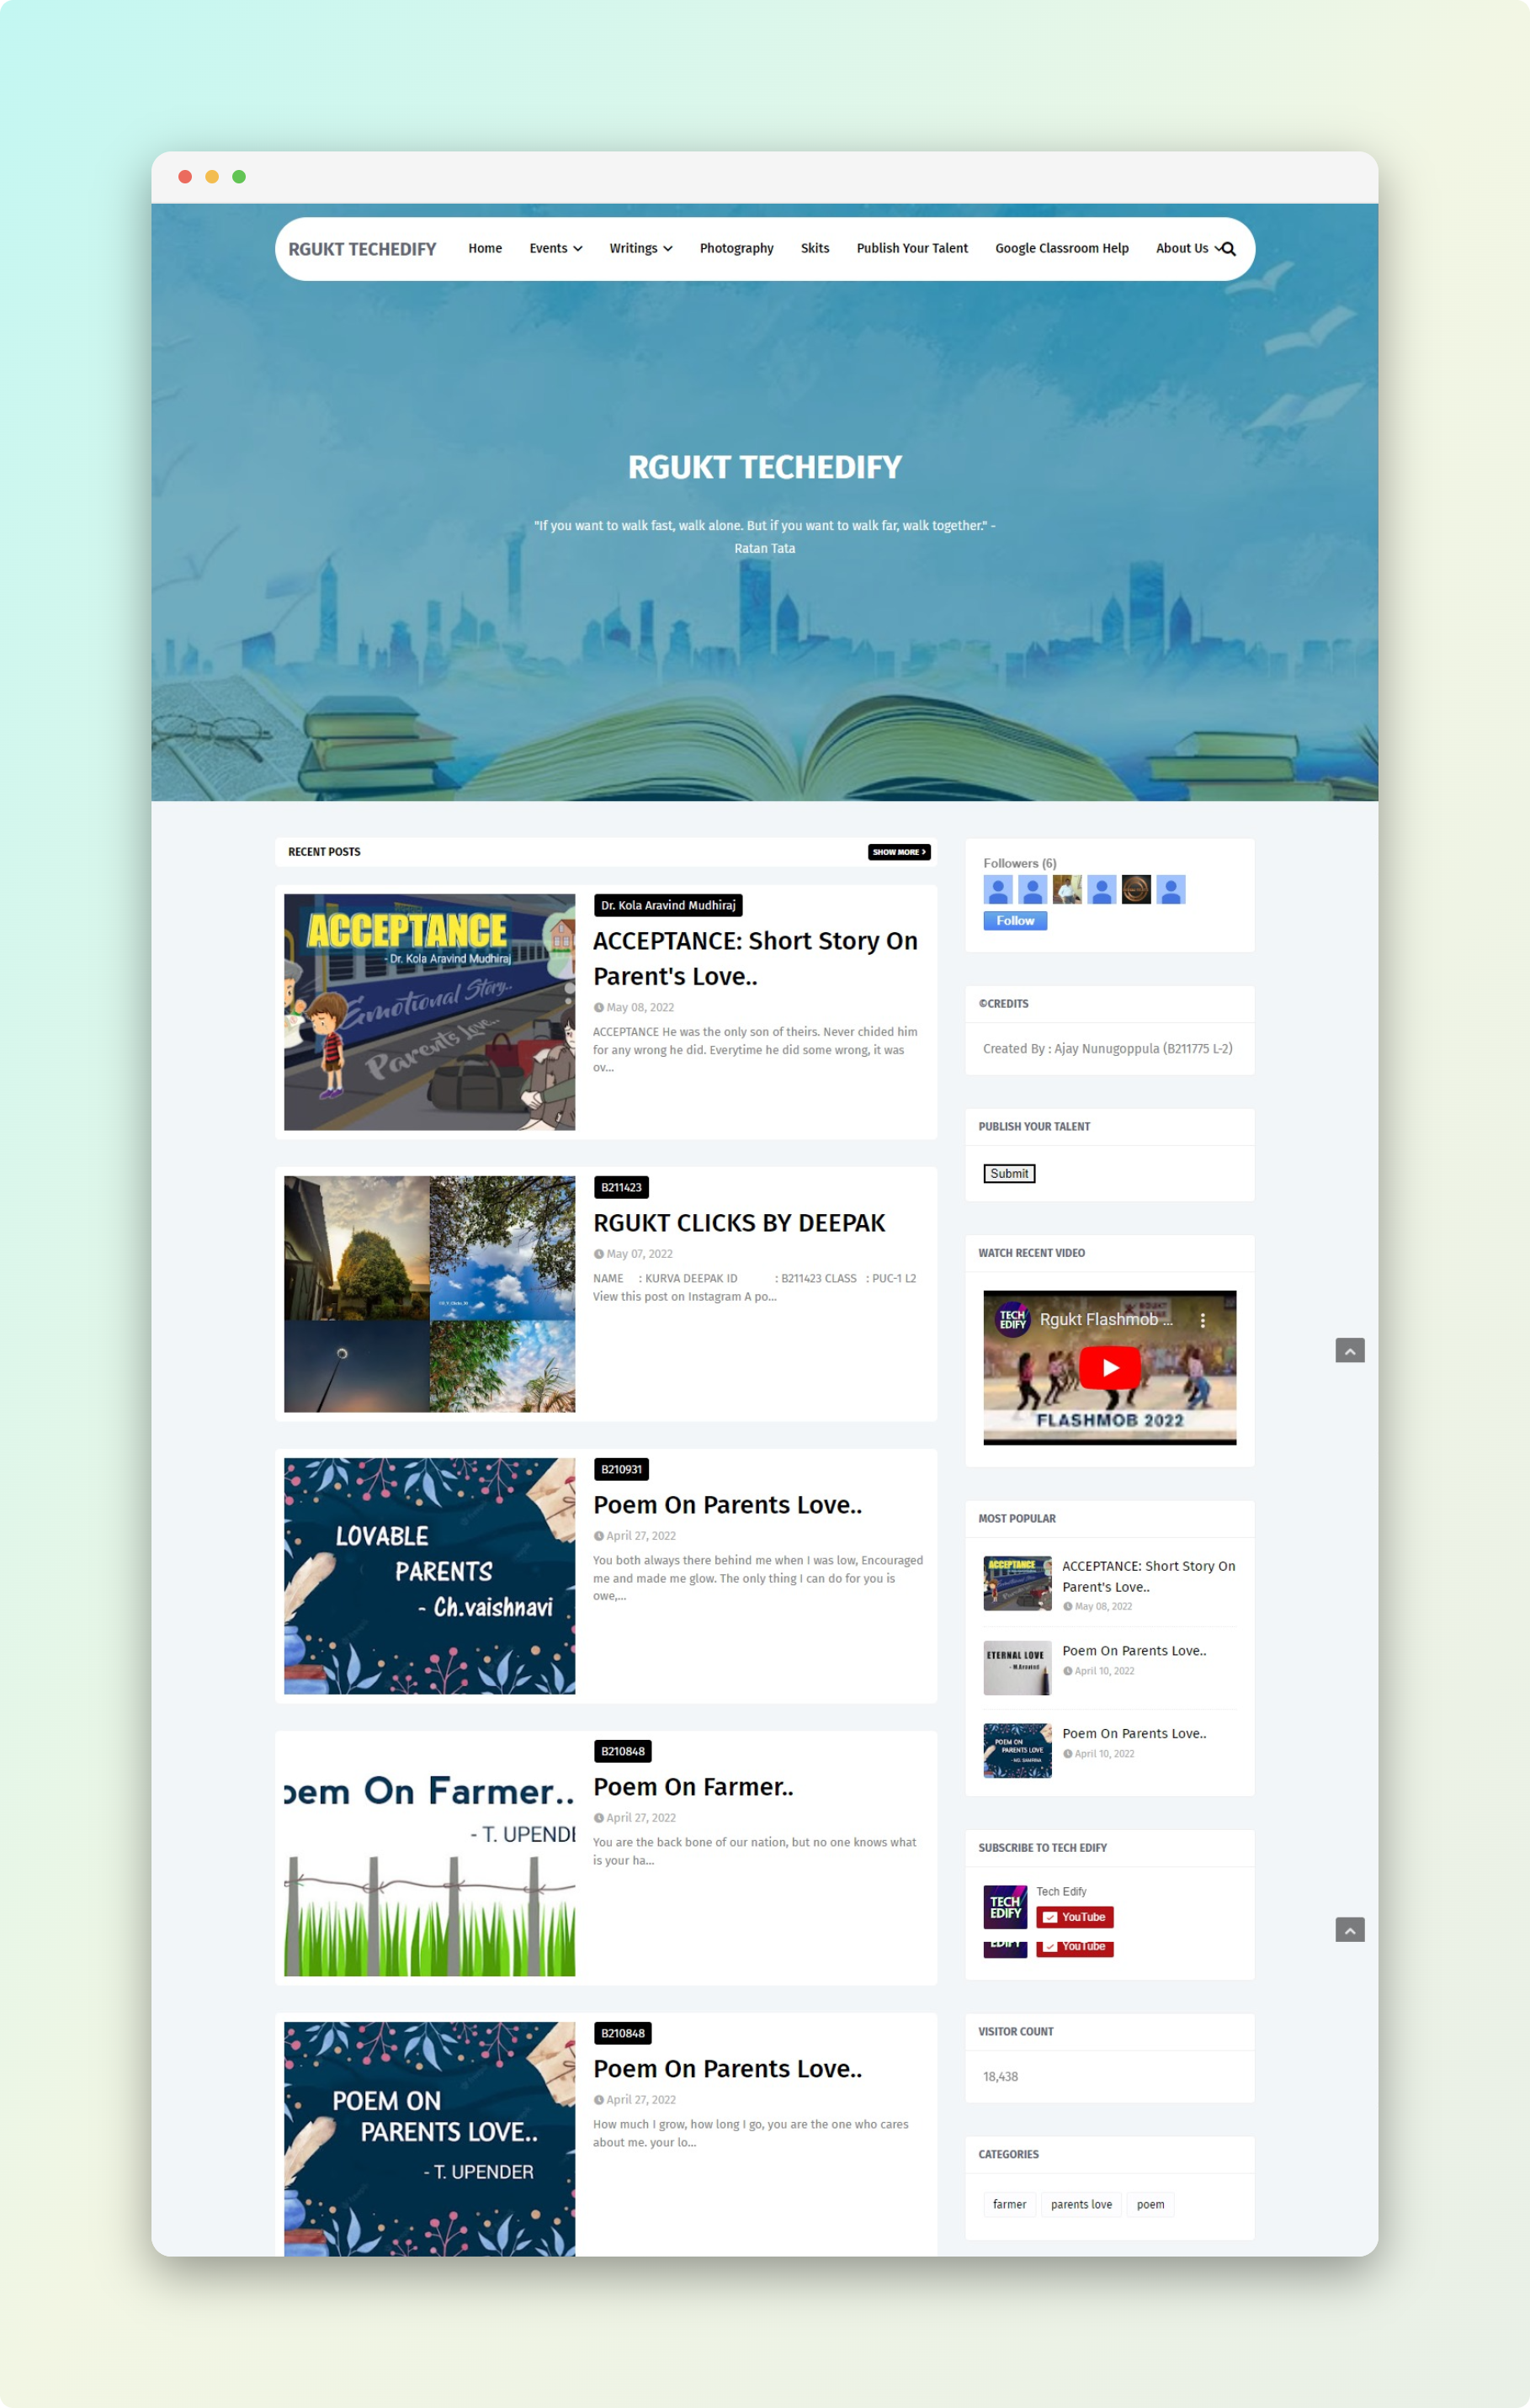 RGUKT TECHEDIFY
Home
Events
Writings
Photography
Skits
Publish Your Talent
Google Classroom Help
About Us
RGUKT TECHEDIFY
"If you want to walk fast, walk alone. But if you want to walk far, walk together." -
Ratan Tata
RECENT POSTS
SHOW MORE
ACCEPTANCE
- Dr. Kola Aravind Mudhiraj
Emotional Story..
Parents Love...
Dr. Kola Aravind Mudhiraj
ACCEPTANCE: Short Story On
Parent's Love..
May 08, 2022
ACCEPTANCE He was the only son of theirs. Never chided him
for any wrong he did. Everytime he did some wrong, it was
ov...
B211423
RGUKT CLICKS BY DEEPAK
May 07, 2022
NAME : KURVA DEEPAK ID : B211423 CLASS : PUC-1 L2
View this post on Instagram A po...
LOVABLE
PARENTS
- Ch.vaishnavi
B210931
Poem On Parents Love..
April 27, 2022
You both always there behind me when I was low, Encouraged
me and made me glow. The only thing I can do for you is
owe,...
oem On Farmer..
- T. UPENDE
B210848
Poem On Farmer..
April 27, 2022
You are the back bone of our nation, but no one knows what
is your ha...
POEM ON
PARENTS LOVE..
- T. UPENDER
B210848
Poem On Parents Love..
April 27, 2022
How much I grow, how long I go, you are the one who cares
about me. your lo...
Followers (6)
Follow
©CREDITS
Created By : Ajay Nunugoppula (B211775 L-2)
PUBLISH YOUR TALENT
Submit
WATCH RECENT VIDEO
TECH
EDIFY
Rgukt Flashmob ...
FLASHMOB 2022
MOST POPULAR
ACCEPTANCE
ACCEPTANCE: Short Story On
Parent's Love..
May 08, 2022
ETERNAL LOVE
Poem On Parents Love..
April 10, 2022
POEM ON
PARENTS LOVE
Poem On Parents Love..
April 10, 2022
SUBSCRIBE TO TECH EDIFY
TECH
EDIFY
Tech Edify
YouTube
EDIFY
YouTube
VISITOR COUNT
18,438
CATEGORIES
farmer
parents love
poem